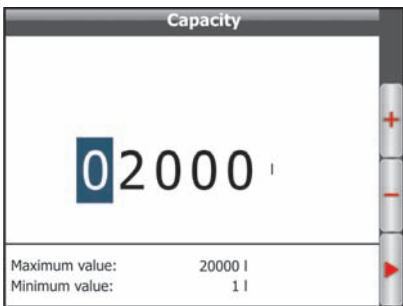 Capacity
02000 l
+
−
Maximum value: 20000 l
Minimum value: 1 l